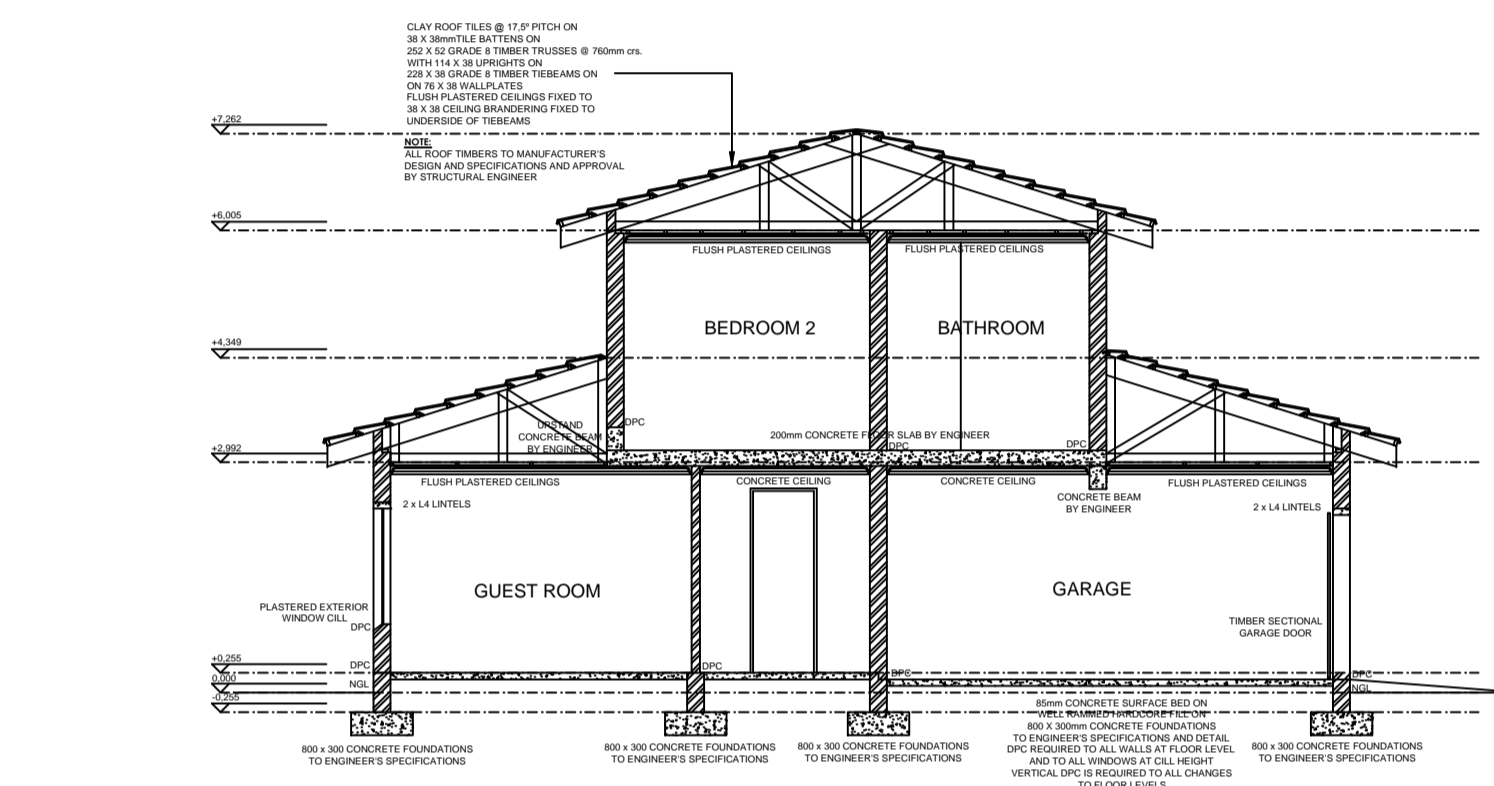 CLAY ROOF TILES @ 17,5° PITCH ON
38 X 38mmTILE BATTENS ON
252 X 52 GRADE 8 TIMBER TRUSSES @ 760mm crs.
WITH 114 X 38 UPRIGHTS ON
228 X 38 GRADE 8 TIMBER TIEBEAMS ON
ON 76 X 38 WALLPLATES
FLUSH PLASTERED CEILINGS FIXED TO
38 X 38 CEILING BRANDERING FIXED TO
UNDERSIDE OF TIEBEAMS
NOTE:
ALL ROOF TIMBERS TO MANUFACTURER'S
DESIGN AND SPECIFICATIONS AND APPROVAL
BY STRUCTURAL ENGINEER
+7,262
+6,005
FLUSH PLASTERED CEILINGS
FLUSH PLASTERED CEILINGS
BEDROOM 2
BATHROOM
+4,349
DPC
UPSTAND
CONCRETE BEAM
BY ENGINEER
200mm CONCRETE FLOOR SLAB BY ENGINEER
DPC
DPC
+2,992
FLUSH PLASTERED CEILINGS
CONCRETE CEILING
CONCRETE CEILING
FLUSH PLASTERED CEILINGS
CONCRETE BEAM
BY ENGINEER
2 x L4 LINTELS
2 x L4 LINTELS
GUEST ROOM
GARAGE
PLASTERED EXTERIOR
WINDOW CILL
DPC
TIMBER SECTIONAL
GARAGE DOOR
+0,255
DPC
DPC
DPC
DPC
0,000
NGL
NGL
-0,255
85mm CONCRETE SURFACE BED ON
WELL RAMMED HARDCORE FILL ON
800 X 300mm CONCRETE FOUNDATIONS
TO ENGINEER'S SPECIFICATIONS AND DETAIL
DPC REQUIRED TO ALL WALLS AT FLOOR LEVEL
AND TO ALL WINDOWS AT CILL HEIGHT
VERTICAL DPC IS REQUIRED TO ALL CHANGES
TO FLOOR LEVELS
800 x 300 CONCRETE FOUNDATIONS
TO ENGINEER'S SPECIFICATIONS
800 x 300 CONCRETE FOUNDATIONS
TO ENGINEER'S SPECIFICATIONS
800 x 300 CONCRETE FOUNDATIONS
TO ENGINEER'S SPECIFICATIONS
800 x 300 CONCRETE FOUNDATIONS
TO ENGINEER'S SPECIFICATIONS